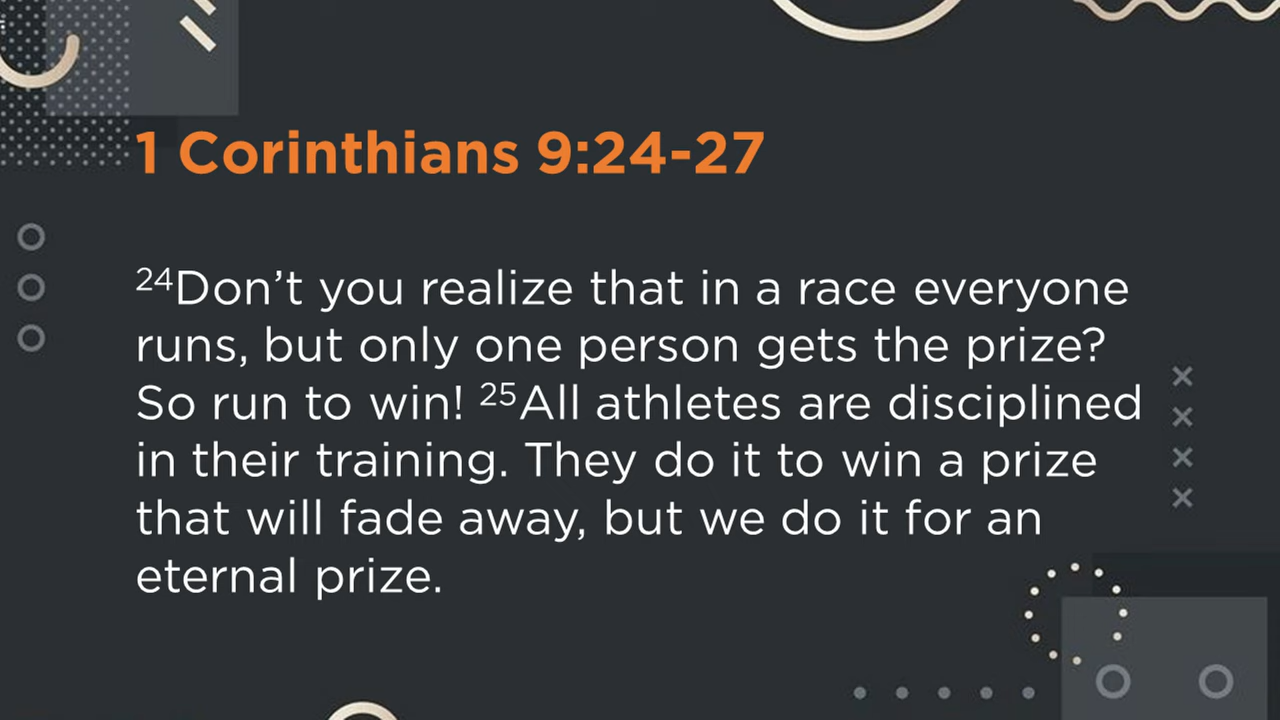 1 Corinthians 9:24-27
²⁴Don’t you realize that in a race everyone
runs, but only one person gets the prize?
So run to win! ²⁵All athletes are disciplined
in their training. They do it to win a prize
that will fade away, but we do it for an
eternal prize.